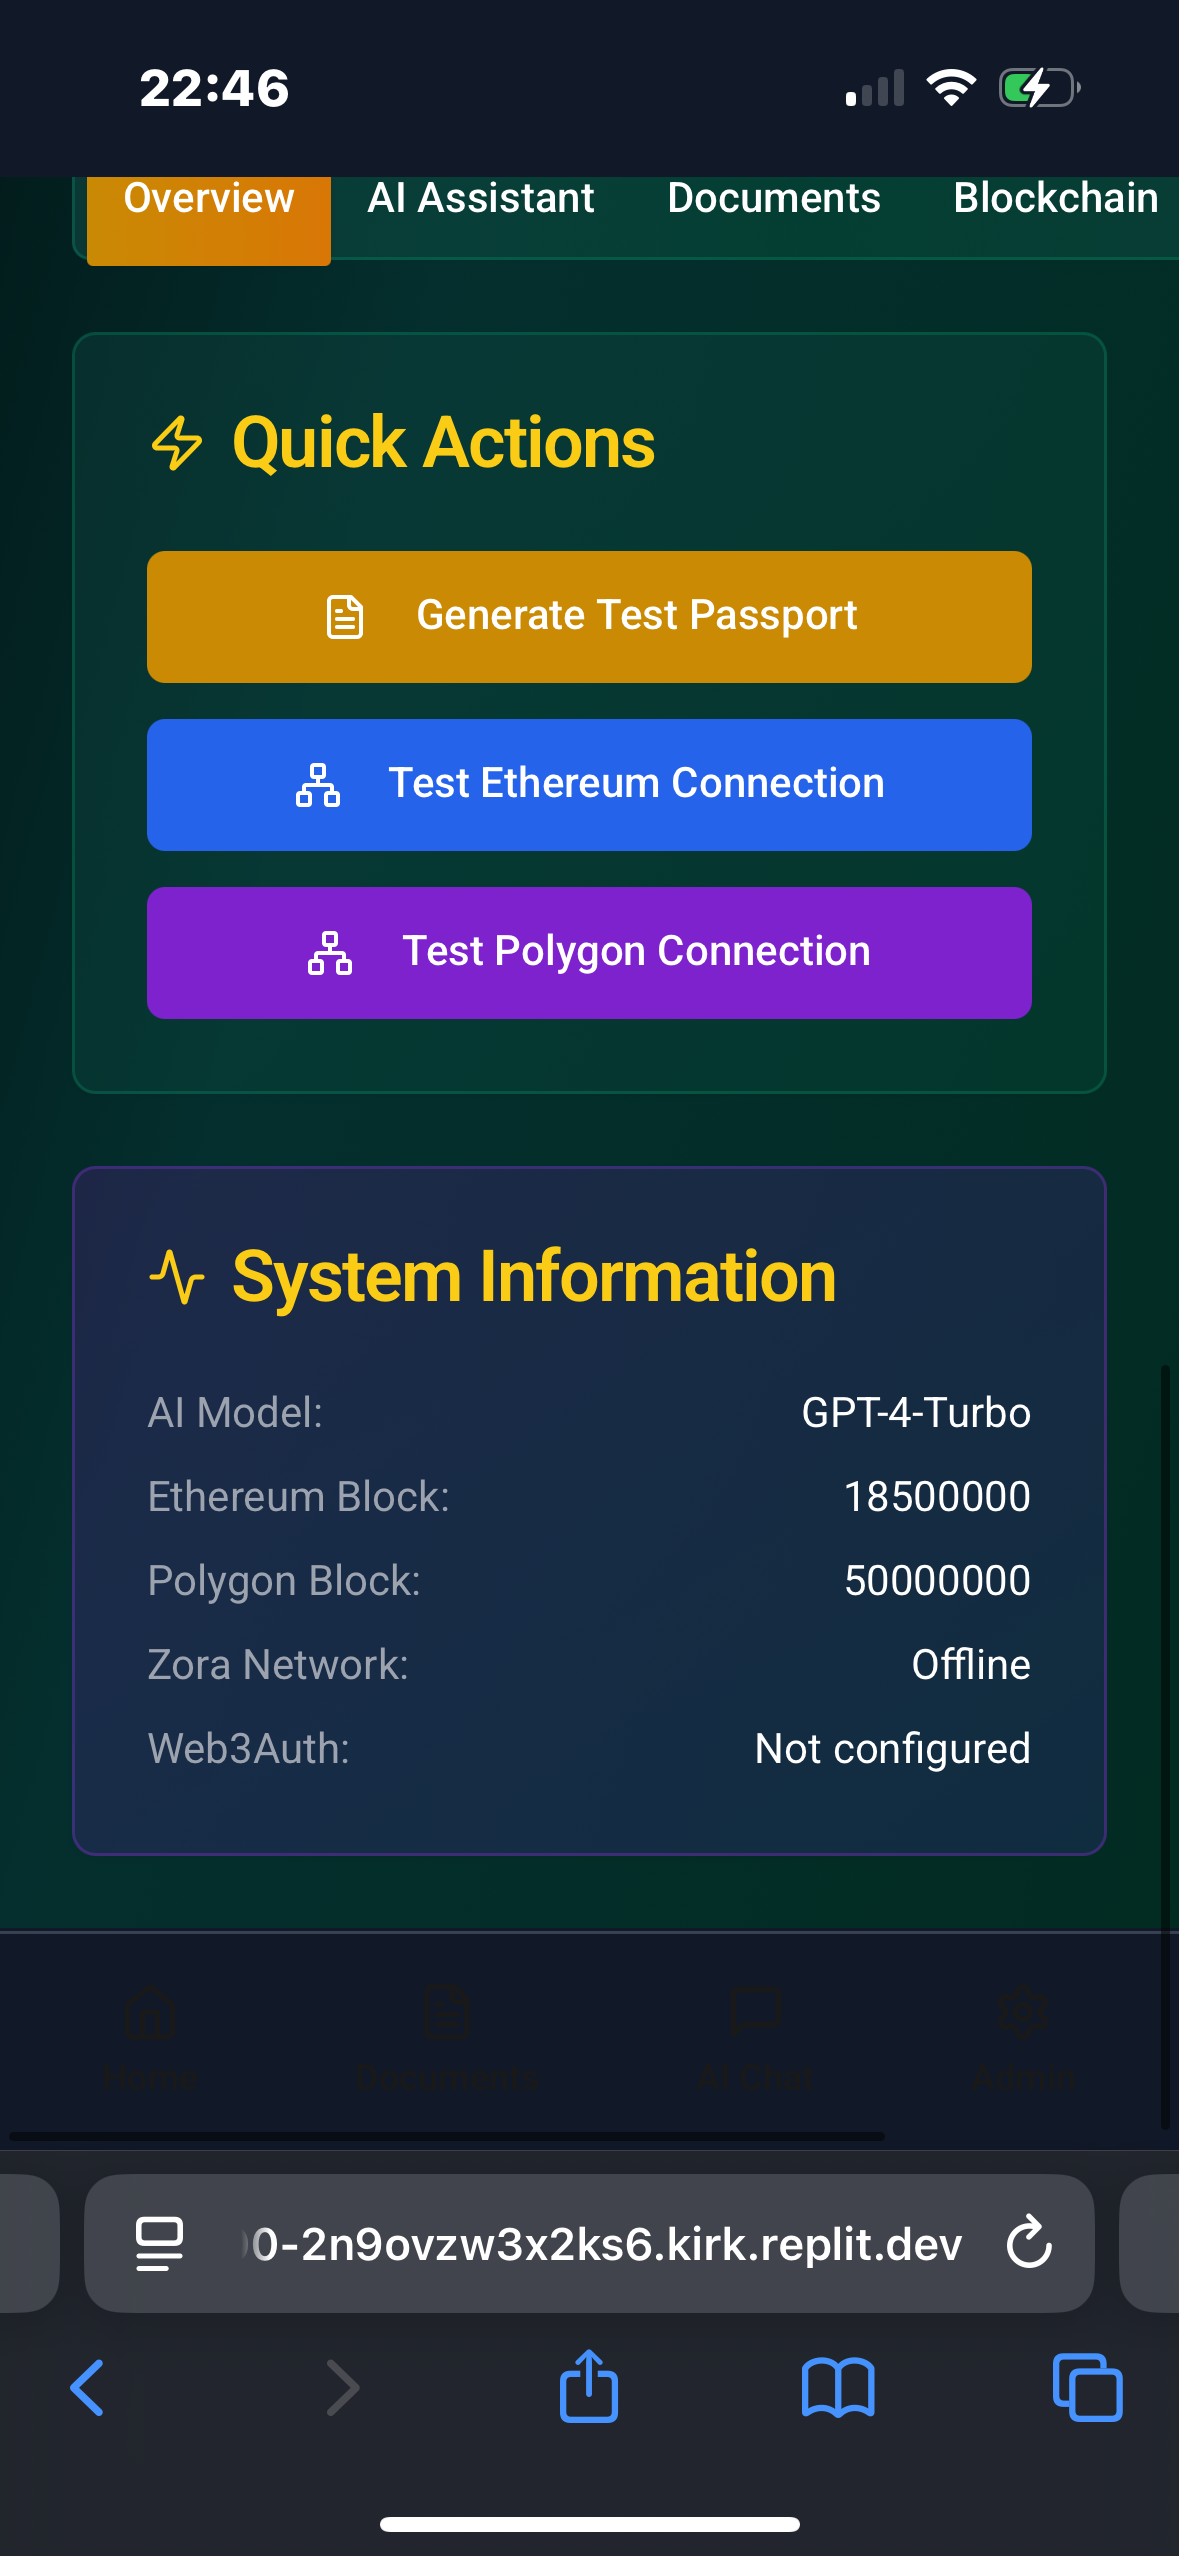 22:46
Overview AI Assistant Documents Blockchain
Quick Actions
Generate Test Passport
Test Ethereum Connection
Test Polygon Connection
System Information
AI Model: GPT-4-Turbo
Ethereum Block: 18500000
Polygon Block: 50000000
Zora Network: Offline
Web3Auth: Not configured
Home Documents AI Chat Admin
0-2n9ovzw3x2ks6.kirk.replit.dev